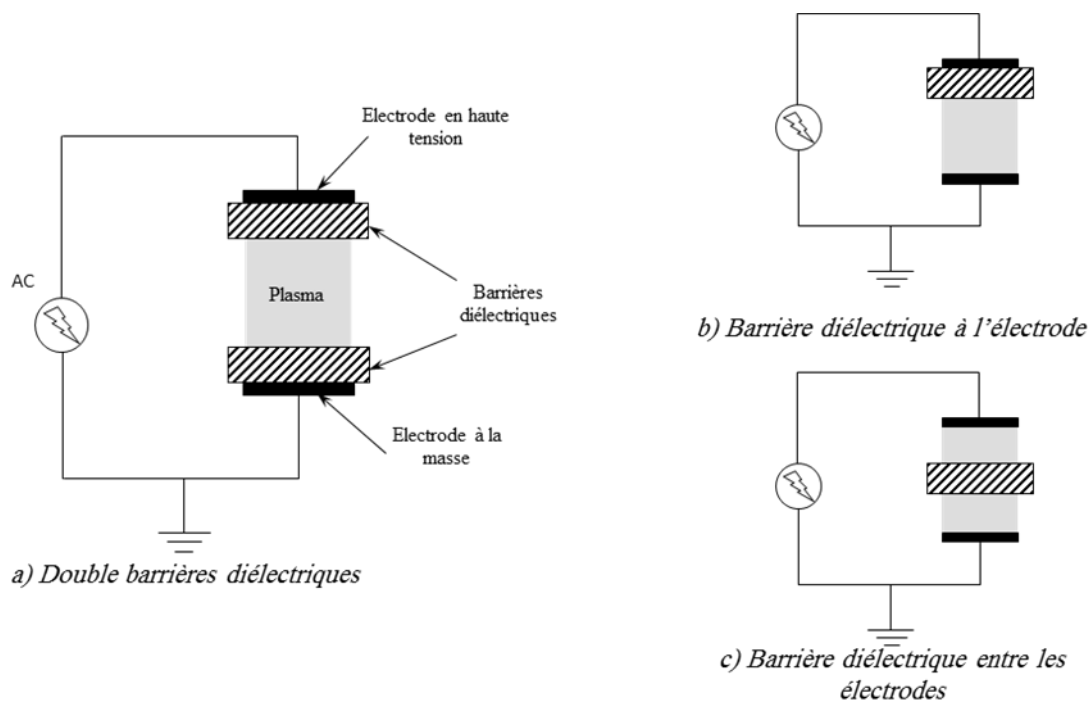 Electrode en haute
tension
AC
Plasma
Barrières
diélectriques
Electrode à la
masse
a) Double barrières diélectriques
b) Barrière diélectrique à l'électrode
c) Barrière diélectrique entre les
électrodes